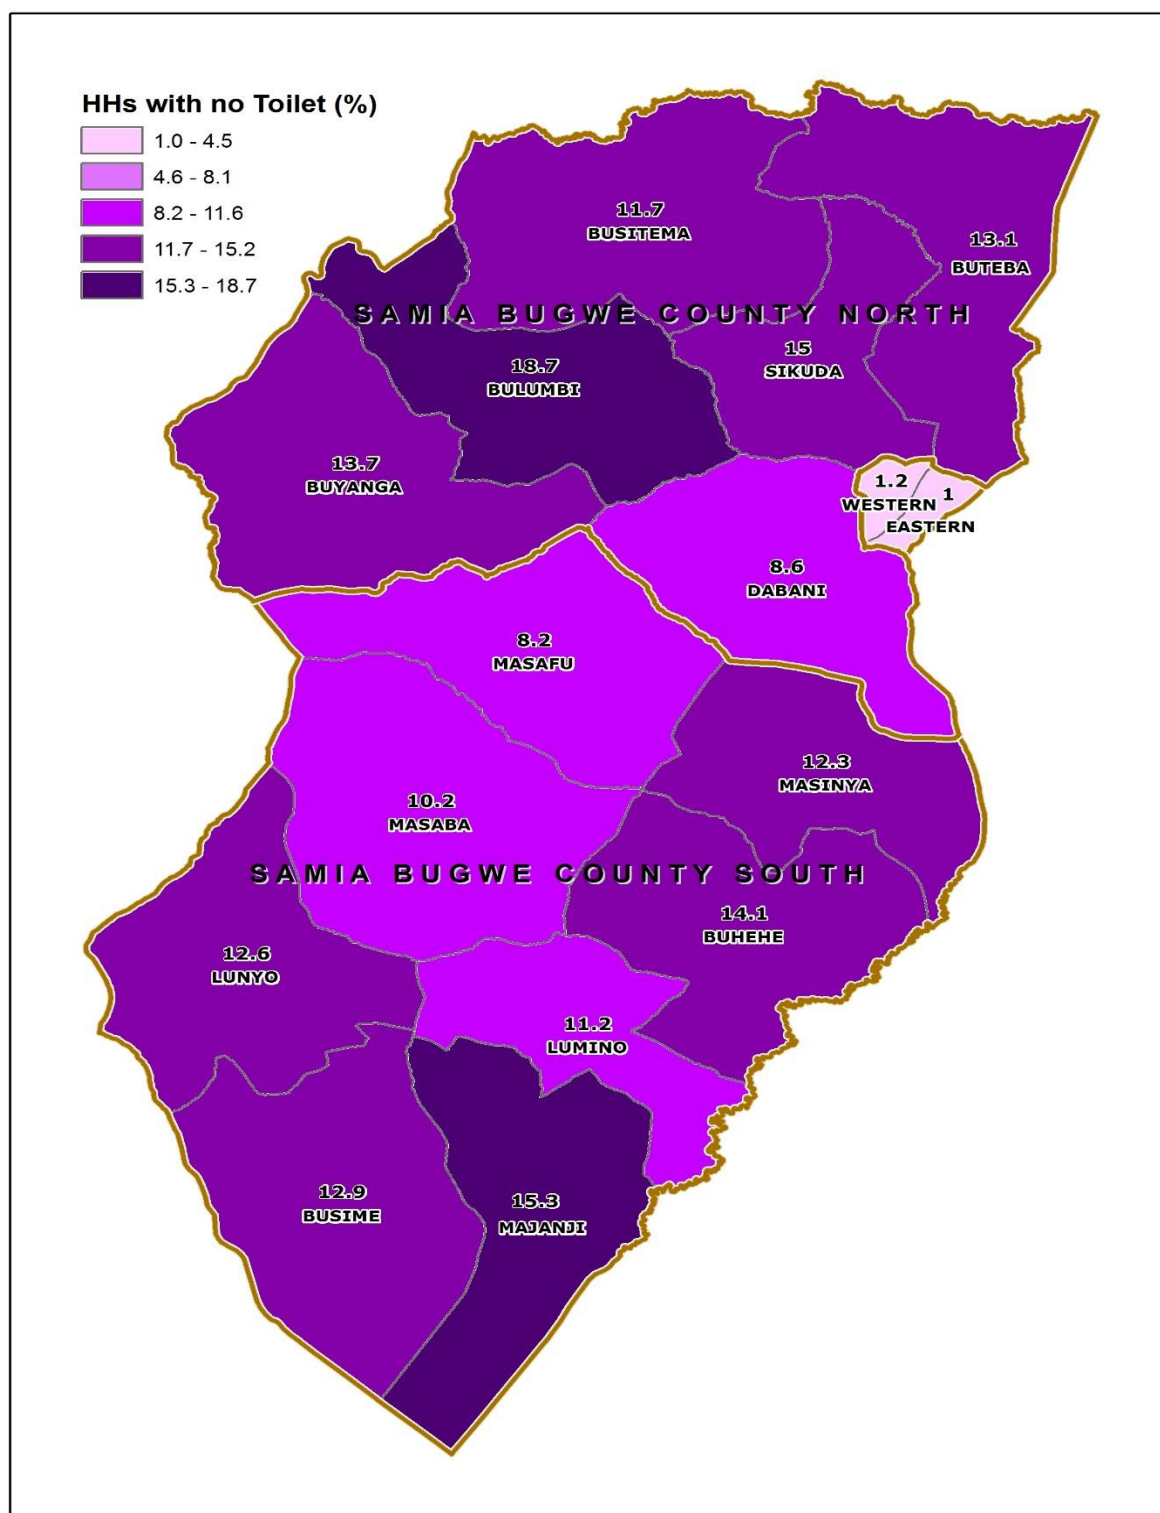 HHs with no Toilet (%)
1.0 - 4.5
4.6 - 8.1
8.2 - 11.6
11.7 - 15.2
15.3 - 18.7
11.7
BUSITEMA
13.1
BUTEBA
SAMIA BUGWE COUNTY NORTH
15
SIKUDA
18.7
BULUMBI
13.7
BUYANGA
1.2
WESTERN
1
EASTERN
8.6
DABANI
8.2
MASAFU
12.3
MASINYA
10.2
MASABA
SAMIA BUGWE COUNTY SOUTH
14.1
BUHEHE
12.6
LUNYO
11.2
LUMINO
12.9
BUSIME
15.3
MAJANJI